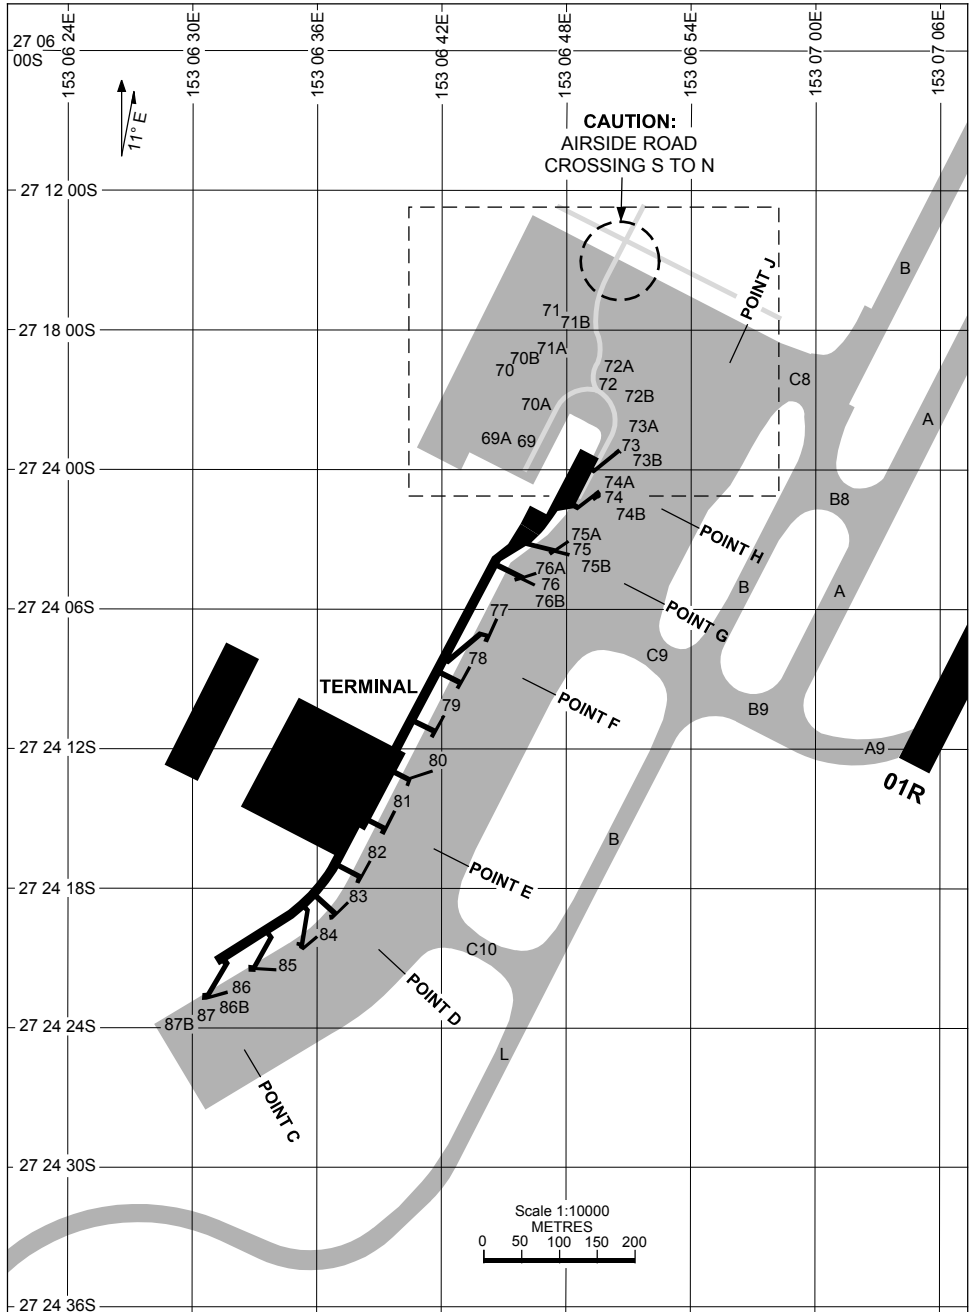 153 06 24E
153 06 30E
153 06 36E
153 06 42E
153 06 48E
153 06 54E
153 07 00E
153 07 06E
27 06
00S
11° E
CAUTION:
AIRSIDE ROAD
CROSSING S TO N
27 12 00S
POINT J
B
71
71B
27 18 00S
71A
70B
70
72A
72
72B
C8
70A
A
73A
69A 69
73
73B
27 24 00S
74A
74
74B
B8
75A
75
75B
POINT H
76A
76
76B
B
A
27 24 06S
77
POINT G
78
C9
TERMINAL
79
POINT F
B9
27 24 12S
A9
80
01R
81
B
82
POINT E
27 24 18S
83
84
C10
85
86
86B
87
87B
POINT D
27 24 24S
L
POINT C
27 24 30S
Scale 1:10000
METRES
0 50 100 150 200
27 24 36S